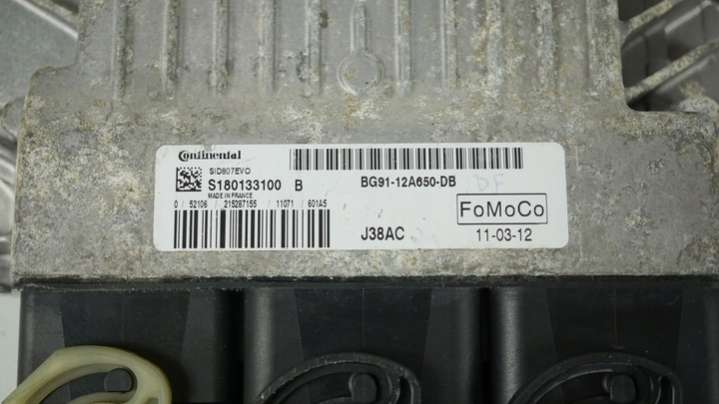 Continental
SID807EVO
S180133100 B
MADE IN FRANCE
0 / 52106 / 215287155 / 11071 / 601A5
BG91-12A650-DB
DF
FoMoCo
J38AC
11-03-12